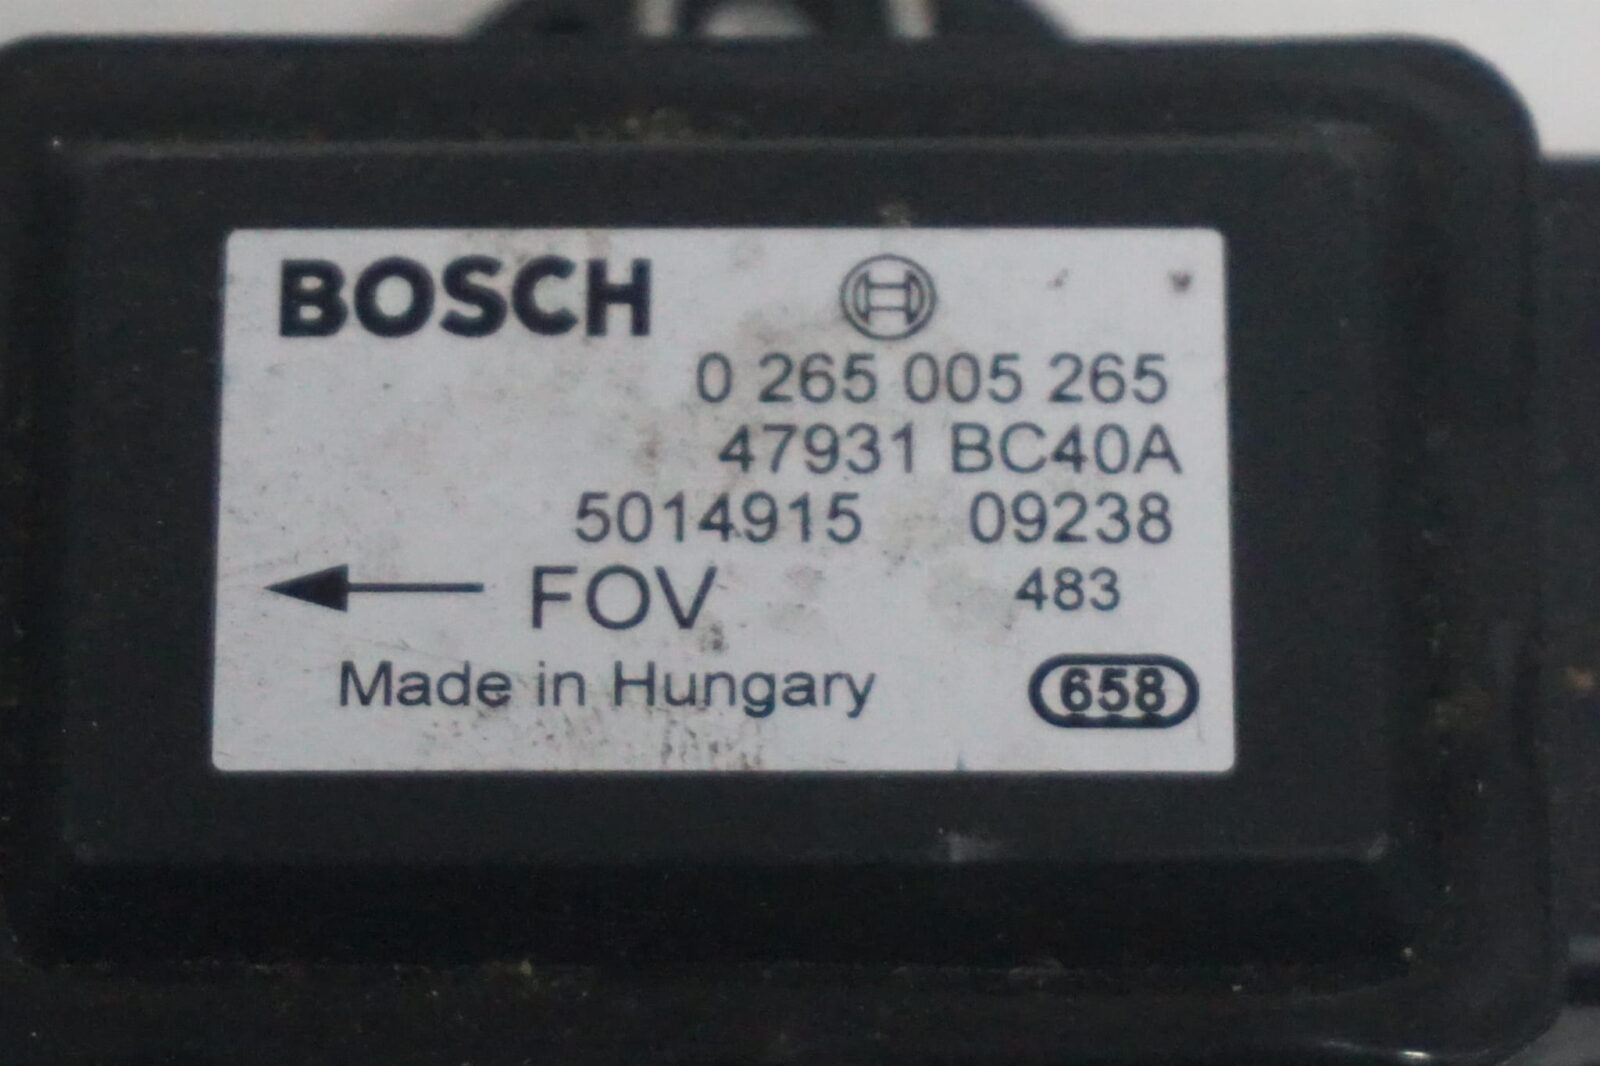 BOSCH
0 265 005 265
47931 BC40A
5014915 09238
FOV 483
Made in Hungary 658